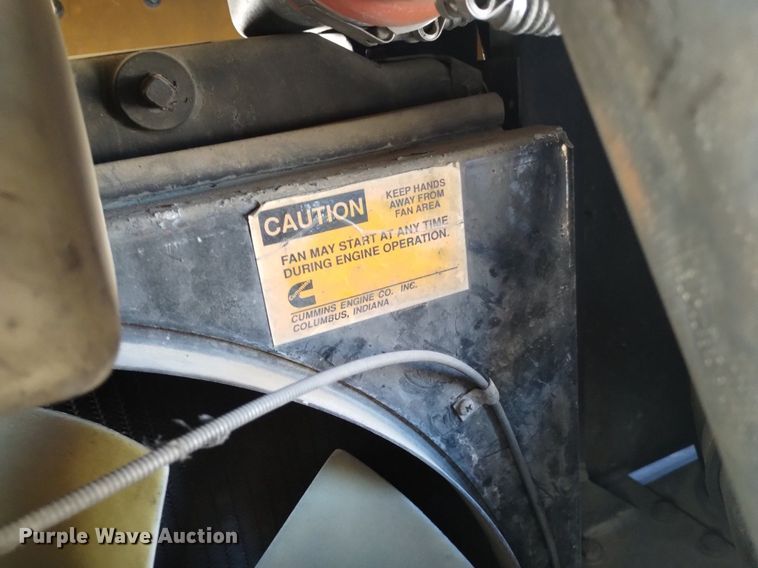 CAUTION
KEEP HANDS
AWAY FROM
FAN AREA
FAN MAY START AT ANY TIME
DURING ENGINE OPERATION.
CUMMINS ENGINE CO. INC.
COLUMBUS, INDIANA
Purple Wave Auction